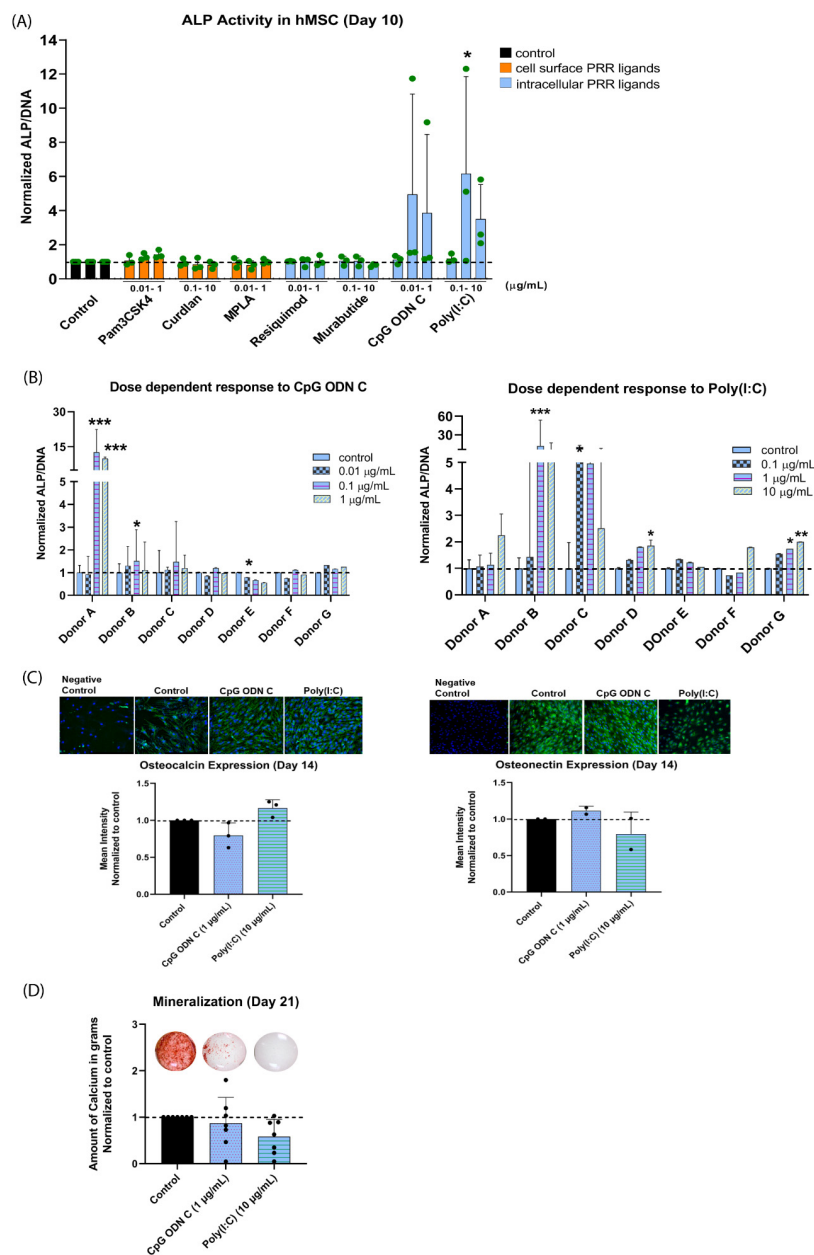 (A)
ALP Activity in hMSC (Day 10)
Normalized ALP/DNA
14
12
10
8
6
4
2
0
*
control
cell surface PRR ligands
intracellular PRR ligands
0.01- 1
0.1- 10
0.01- 1
0.01- 1
0.1- 10
0.01- 1
0.1- 10
(μg/mL)
Control
Pam3CSK4
Curdlan
MPLA
Resiquimod
Murabutide
CpG ODN C
Poly(I:C)
(B)
Dose dependent response to CpG ODN C
Normalized ALP/DNA
30
15
5
4
3
2
1
0
***
***
*
*
control
0.01 μg/mL
0.1 μg/mL
1 μg/mL
Donor A
Donor B
Donor C
Donor D
Donor E
Donor F
Donor G
Dose dependent response to Poly(I:C)
Normalized ALP/DNA
60
30
5
5
4
3
2
1
0
***
*
*
*
**
control
0.1 μg/mL
1 μg/mL
10 μg/mL
Donor A
Donor B
Donor C
Donor D
DOnor E
Donor F
Donor G
(C)
Negative
Control
Control
CpG ODN C
Poly(I:C)
Osteocalcin Expression (Day 14)
Mean Intensity
Normalized to control
1.5
1.0
0.5
0.0
Control
CpG ODN C (1 μg/mL)
Poly(I:C) (10 μg/mL)
Negative
Control
Control
CpG ODN C
Poly(I:C)
Osteonectin Expression (Day 14)
Mean Intensity
Normalized to control
1.5
1.0
0.5
0.0
Control
CpG ODN C (1 μg/mL)
Poly(I:C) (10 μg/mL)
(D)
Mineralization (Day 21)
Amount of Calcium in grams
Normalized to control
3
2
1
0
Control
CpG ODN C (1 μg/mL)
Poly(I:C) (10 μg/mL)